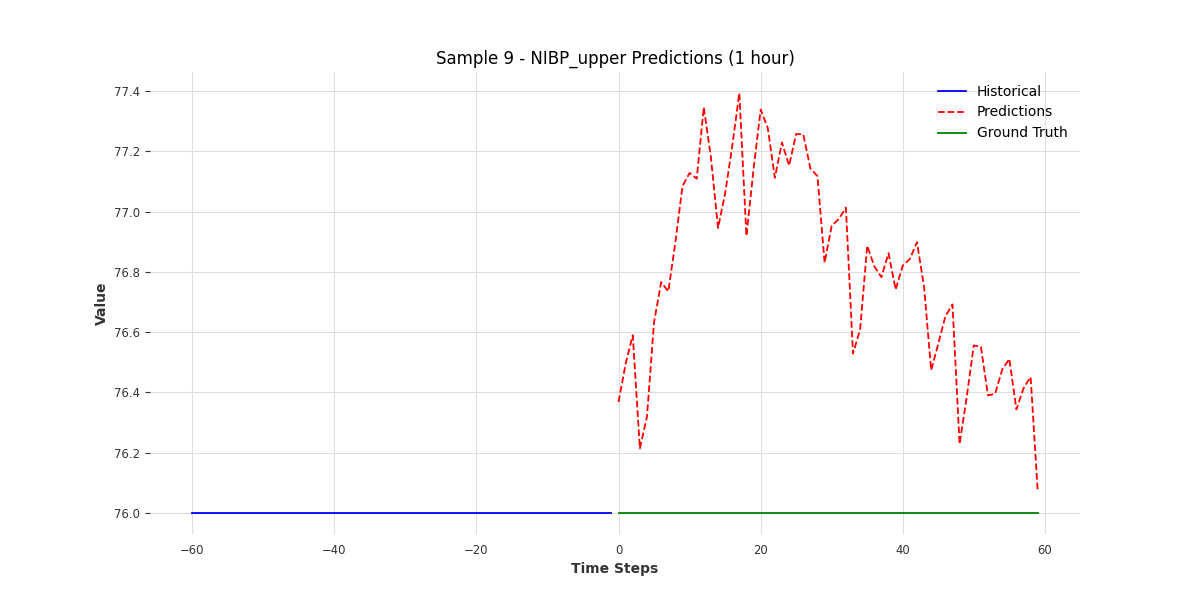 Sample 9 - NIBP_upper Predictions (1 hour)
Historical
Predictions
Ground Truth
77.4
77.2
77.0
76.8
76.6
76.4
76.2
76.0
Value
−60
−40
−20
0
20
40
60
Time Steps